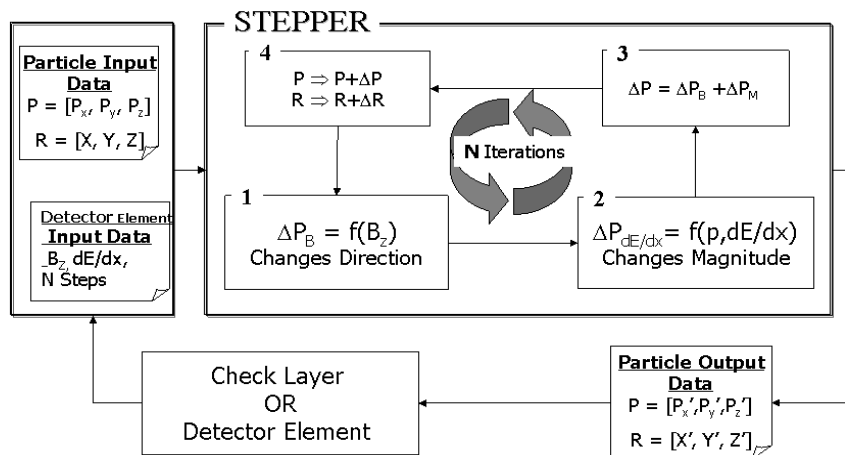 Particle Input
Data
P = [Px, Py, Pz]
R = [X, Y, Z]
Detector Element
Input Data
_Bz, dE/dx,
N Steps
STEPPER
4
P ⇒ P+ΔP
R ⇒ R+ΔR
3
ΔP = ΔPB +ΔPM
N Iterations
1
ΔPB = f(Bz)
Changes Direction
2
ΔPdE/dx= f(p,dE/dx)
Changes Magnitude
Check Layer
OR
Detector Element
Particle Output
Data
P = [Px′,Py′,Pz′]
R = [X′, Y′, Z′]